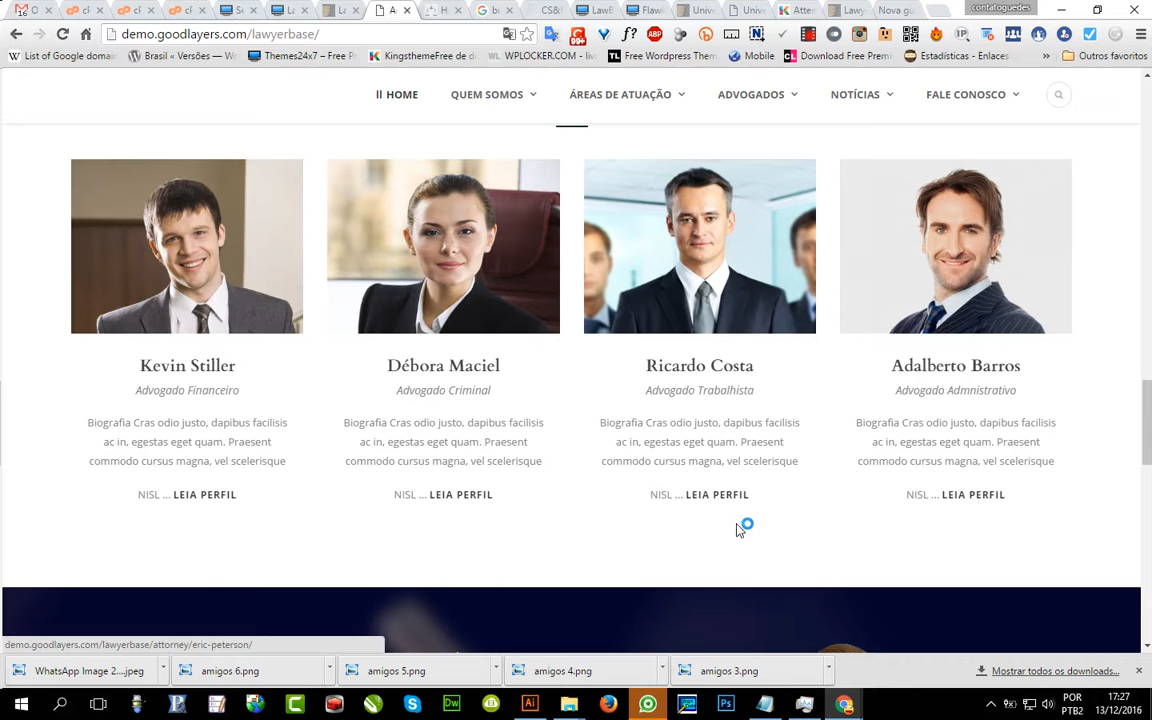 contatoguedes
demo.goodlayers.com/lawyerbase/
List of Google domain
Brasil « Versões — W
Themes24x7 – Free P
KingsthemeFree de
WPLOCKER.COM - liv
Free WordPress Them
Mobile
Download Free Premi
Estatísticas - Enlaces
Outros favoritos
HOME QUEM SOMOS ÁREAS DE ATUAÇÃO ADVOGADOS NOTÍCIAS FALE CONOSCO
Kevin Stiller
Advogado Financeiro
Biografia Cras odio justo, dapibus facilisis
ac in, egestas eget quam. Praesent
commodo cursus magna, vel scelerisque
NISL ... LEIA PERFIL
Débora Maciel
Advogado Criminal
Biografia Cras odio justo, dapibus facilisis
ac in, egestas eget quam. Praesent
commodo cursus magna, vel scelerisque
NISL ... LEIA PERFIL
Ricardo Costa
Advogado Trabalhista
Biografia Cras odio justo, dapibus facilisis
ac in, egestas eget quam. Praesent
commodo cursus magna, vel scelerisque
NISL ... LEIA PERFIL
Adalberto Barros
Advogado Admnistrativo
Biografia Cras odio justo, dapibus facilisis
ac in, egestas eget quam. Praesent
commodo cursus magna, vel scelerisque
NISL ... LEIA PERFIL
demo.goodlayers.com/lawyerbase/attorney/eric-peterson/
WhatsApp Image 2....jpeg
amigos 6.png
amigos 5.png
amigos 4.png
amigos 3.png
Mostrar todos os downloads...
POR
PTB2
17:27
13/12/2016